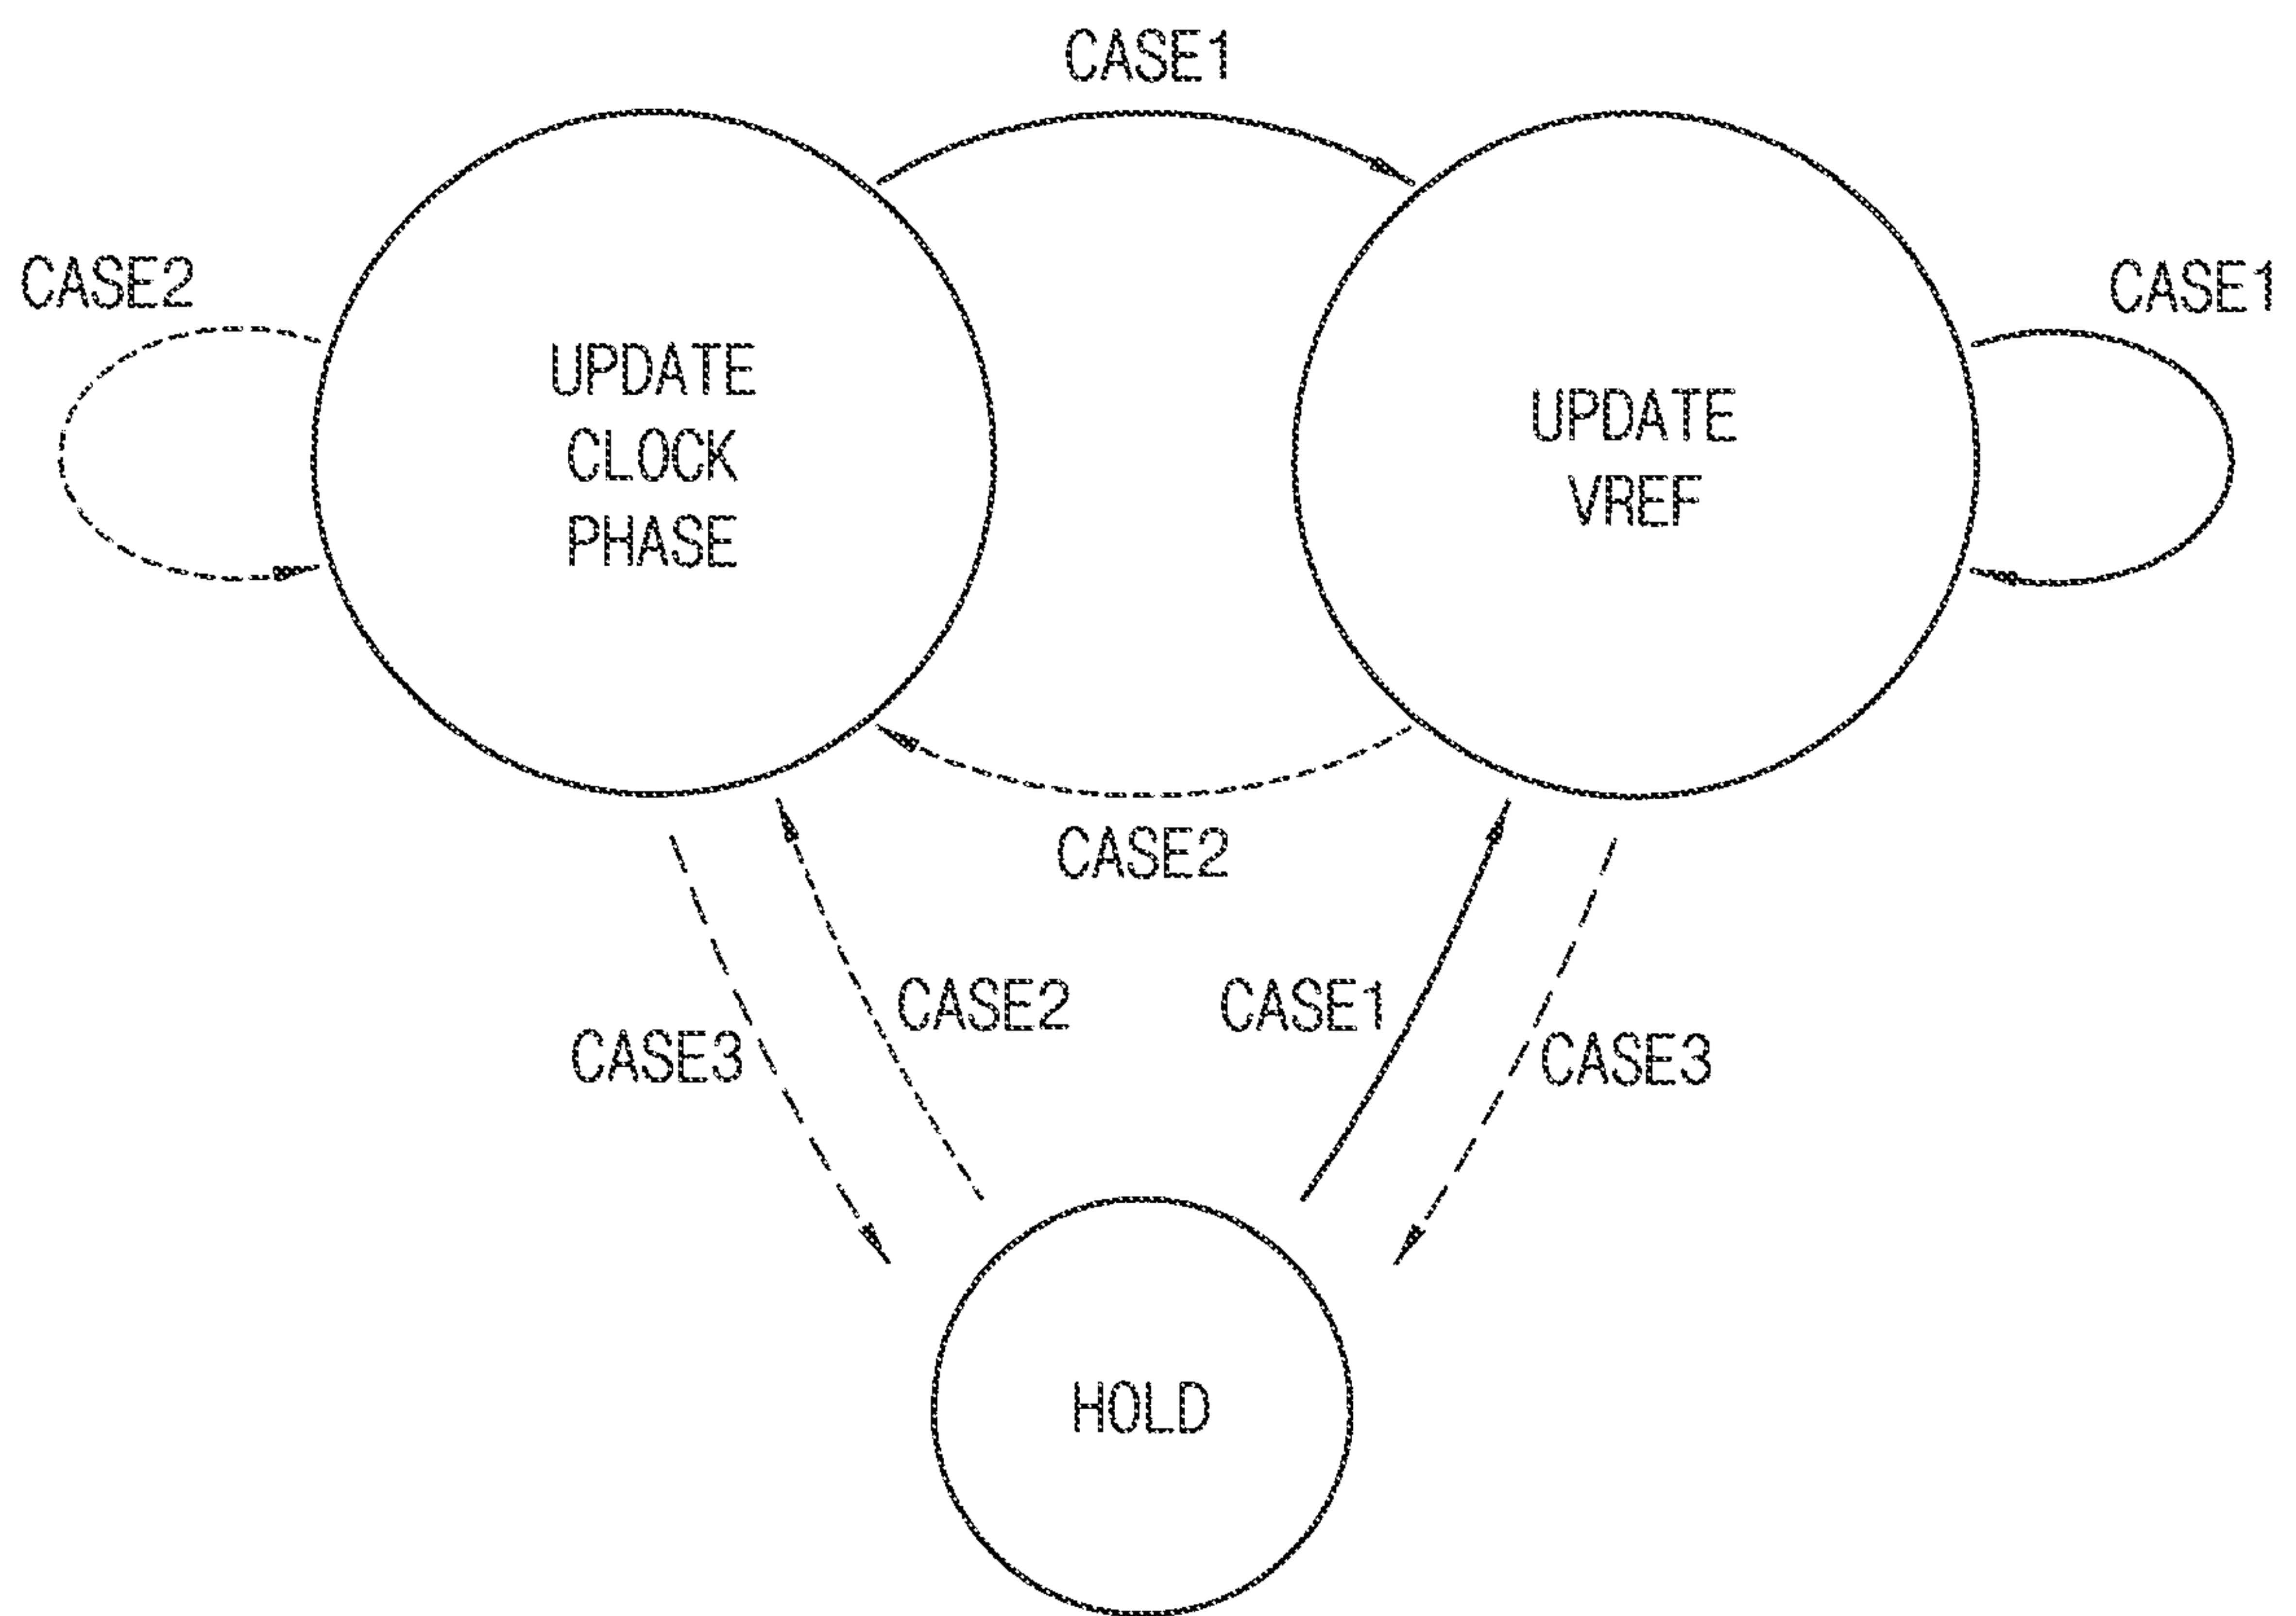 CASE1
CASE2
CASE1
UPDATE
CLOCK
PHASE
UPDATE
VREF
CASE2
CASE2
CASE1
CASE3
CASE3
HOLD